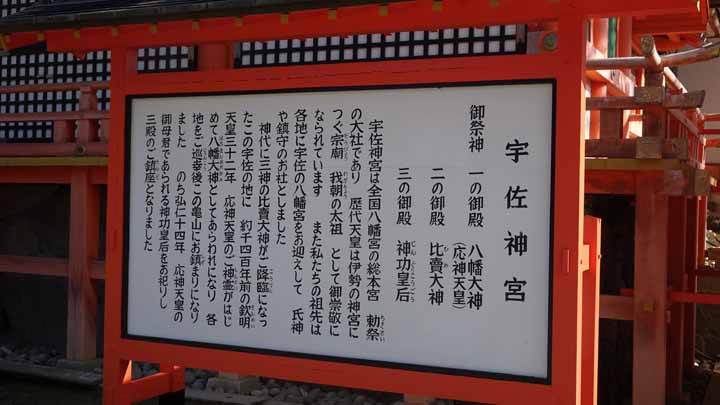 宇佐神宮
御祭神 一の御殿 八幡大神
(応神天皇)
二の御殿 比賣大神
三の御殿 神功皇后
宇佐神宮は全国八幡宮の総本宮 勅祭
の大社であり 歴代天皇は伊勢の神宮に
つぐ宗廟 我朝の太祖 として御崇敬に
なられています また私たちの祖先は
各地に宇佐の八幡宮をお迎えして 氏神
や鎮守のお社としました
神代に三神の比賣大神がご降臨になっ
たこの宇佐の地に 約千四百年前の欽明
天皇三十二年 応神天皇のご神霊がはじ
めて八幡大神としてあらわれになり 各
地をご巡幸後この亀山にお鎮まりになり
ました のち弘仁十四年 応神天皇の
御母君であられる神功皇后をお祀りし
三殿のご鎮座となりました